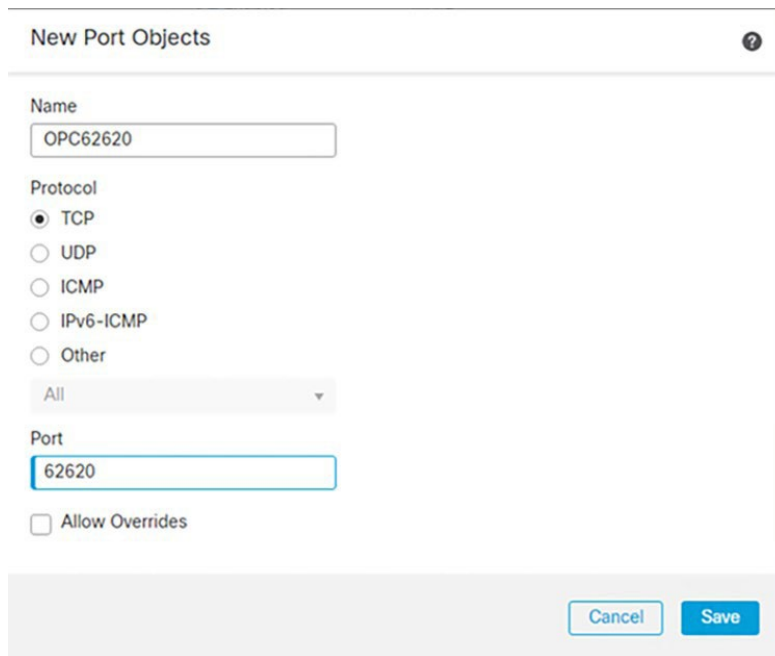 New Port Objects
Name
OPC62620
Protocol
TCP
UDP
ICMP
IPv6-ICMP
Other
All
Port
62620
Allow Overrides
Cancel Save